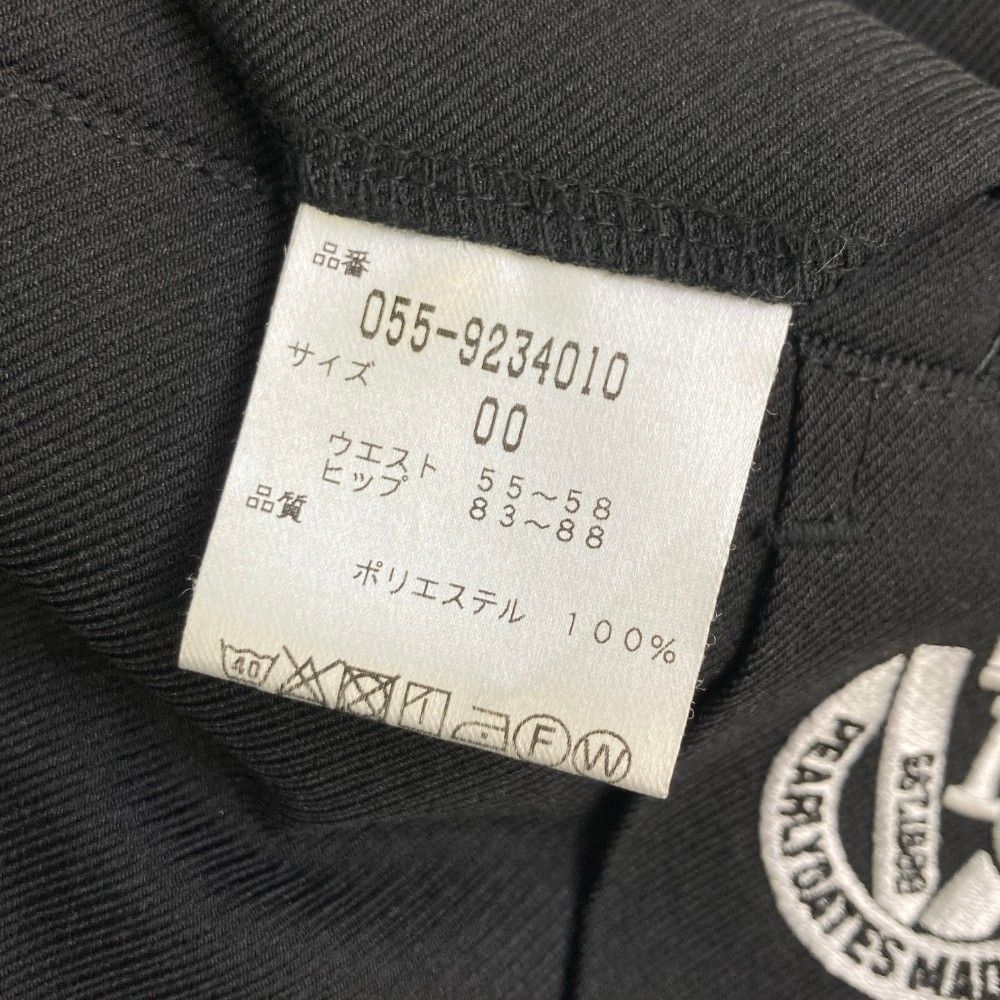 品番
055-9234010
サイズ
00
ウエスト 55～58
ヒップ 83～88
品質
ポリエステル 100%
40
F W
PEARLY GATES